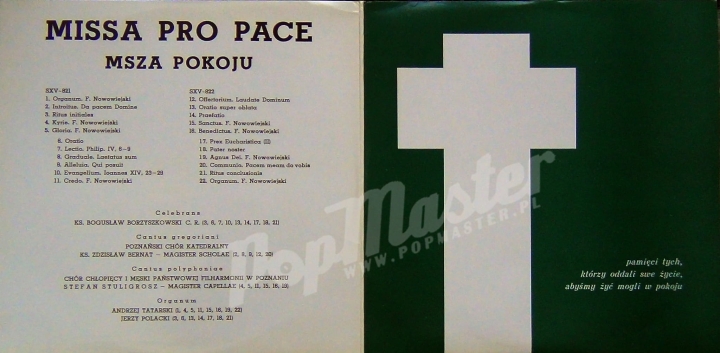 MISSA PRO PACE
MSZA POKOJU
SXV-821
1. Organum, F. Nowowiejski
2. Introitus, Da pacem Domine
3. Ritus initiales
4. Kyrie, F. Nowowiejski
5. Gloria, F. Nowowiejski
6. Oratio
7. Lectio, Philip. IV, 6-9
8. Graduale, Laetatus sum
9. Alleluia, Qui posuit
10. Evangelium, Ioannes XIV, 23-28
11. Credo, F. Nowowiejski
SXV-822
12. Offertorium, Laudate Dominum
13. Oratio super oblata
14. Praefatio
15. Sanctus, F. Nowowiejski
16. Benedictus, F. Nowowiejski
17. Prex Eucharistica
18. Pater noster
19. Agnus Dei, F. Nowowiejski
20. Communio, Pacem meam do vobis
21. Ritus conclusionis
22. Organum, F. Nowowiejski
Celebrans
KS. BOGUSŁAW BORZYSZKOWSKI C. R. (3, 6, 7, 10, 13, 14, 17, 18, 21)
Cantus gregoriani
POZNAŃSKI CHÓR KATEDRALNY
KS. ZDZISŁAW BERNAT - MAGISTER SCHOLAE (2, 8, 9, 12, 20)
Cantus polyphoniae
CHÓR CHŁOPIĘCY I MĘSKI PAŃSTWOWEJ FILHARMONII W POZNANIU
STEFAN STULIGROSZ - MAGISTER CAPELLAE (4, 5, 11, 15, 16, 19)
Organum
ANDRZEJ TATARSKI (1, 4, 5, 11, 15, 16, 19, 22)
JERZY POLACKI (3, 6, 13, 14, 17, 18, 21)
pamięci tych,
którzy oddali swe życie,
abyśmy żyć mogli w pokoju
PopMaster
WWW.POPMASTER.PL